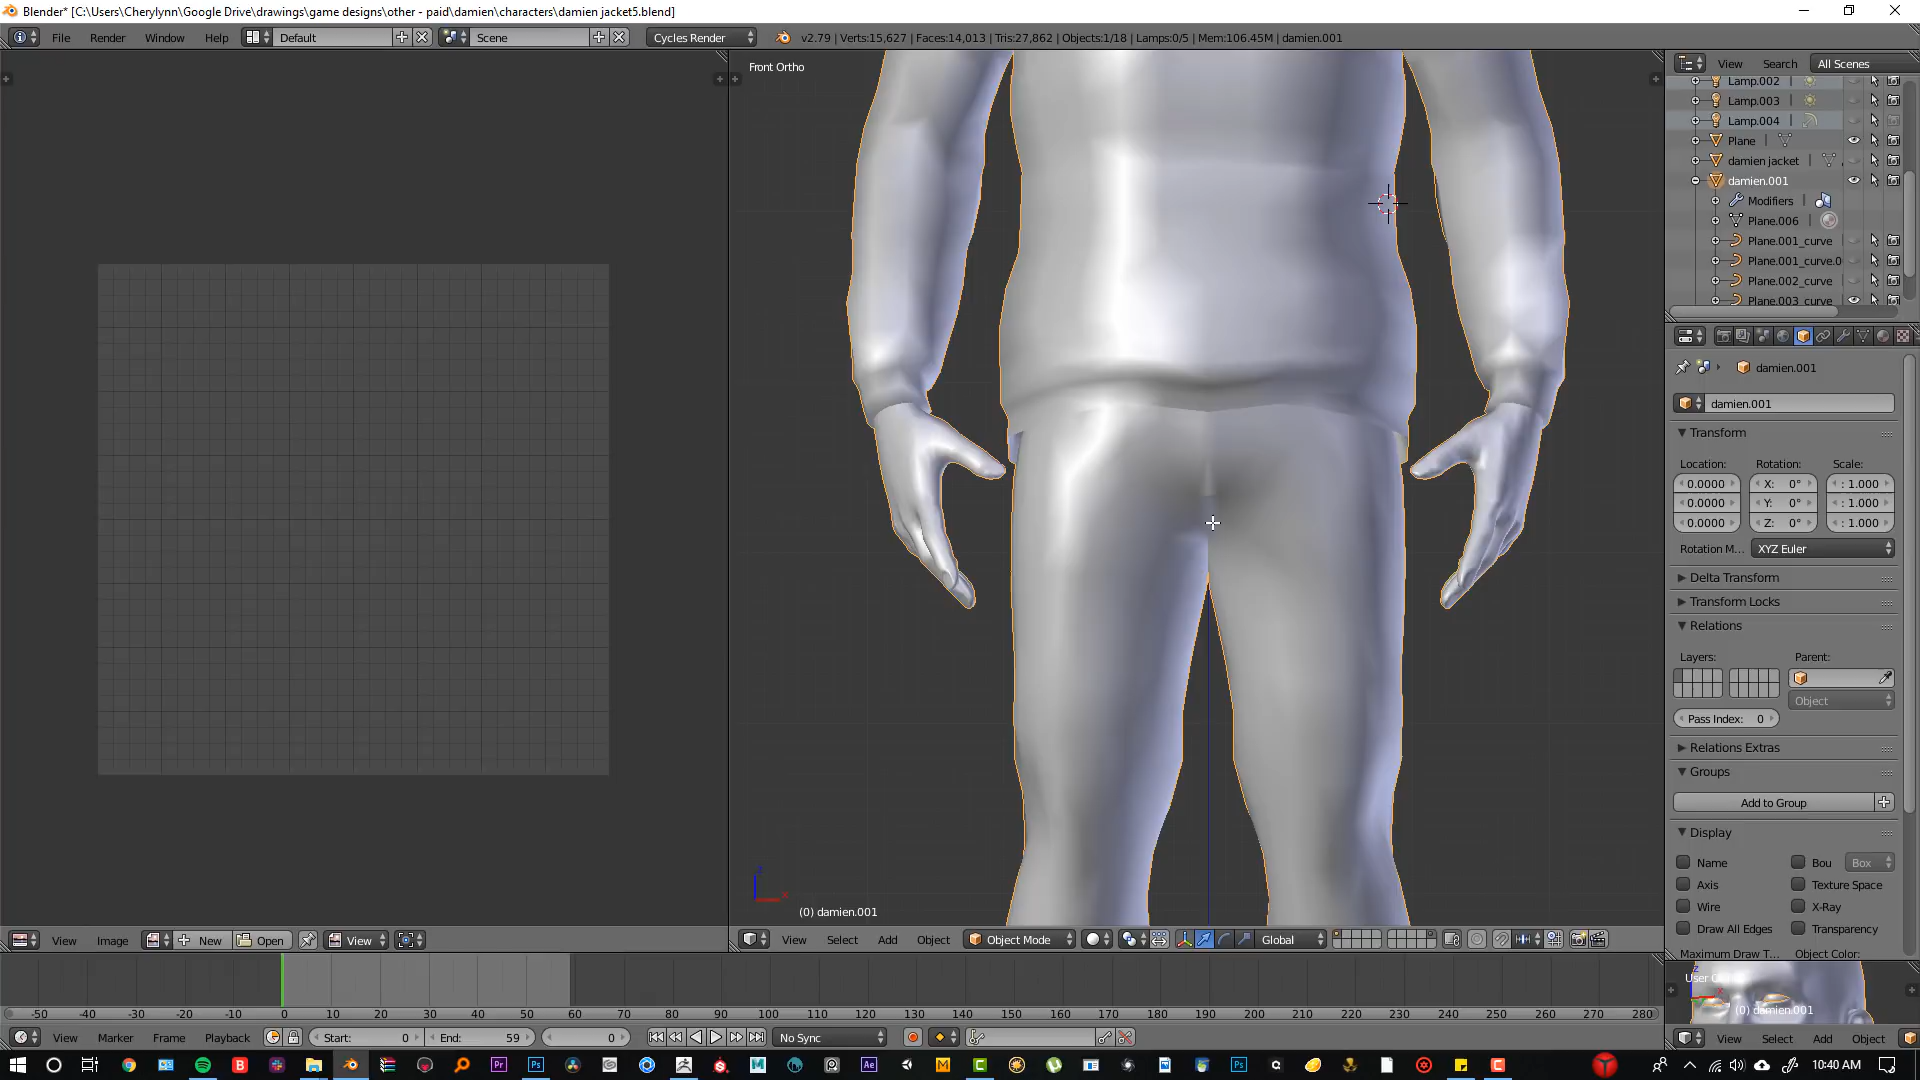 Blender* [C:\Users\Cherylynn\Google Drive\drawings\game designs\other - paid\damien\characters\damien jacket5.blend]
File Render Window Help Default Scene Cycles Render v2.79 | Verts:15,627 | Faces:14,013 | Tris:27,862 | Objects:1/18 | Lamps:0/5 | Mem:106.45M | damien.001
Front Ortho
View Search All Scenes
Lamp.002
Lamp.003
Lamp.004
Plane
damien jacket
damien.001
Modifiers
Plane.006
Plane.001_curve
Plane.001_curve.0
Plane.002_curve
Plane.003_curve
damien.001
damien.001
Transform
Location: Rotation: Scale:
0.0000 X: 0° : 1.000
0.0000 Y: 0° : 1.000
0.0000 Z: 0° : 1.000
Rotation M... XYZ Euler
Delta Transform
Transform Locks
Relations
Layers: Parent:
Object
Pass Index: 0
Relations Extras
Groups
Add to Group
Display
Name Bou Box
Axis Texture Space
Wire X-Ray
Draw All Edges Transparency
Maximum Draw T... Object Color:
z
x
(0) damien.001
View Image New Open View
View Select Add Object Object Mode Global
-50 -40 -30 -20 -10 0 10 20 30 40 50 60 70 80 90 100 110 120 130 140 150 160 170 180 190 200 210 220 230 240 250 260 270 280
View Marker Frame Playback Start: 0 End: 59 0 No Sync
(0) damien.001
View Select Add Object
10:40 AM